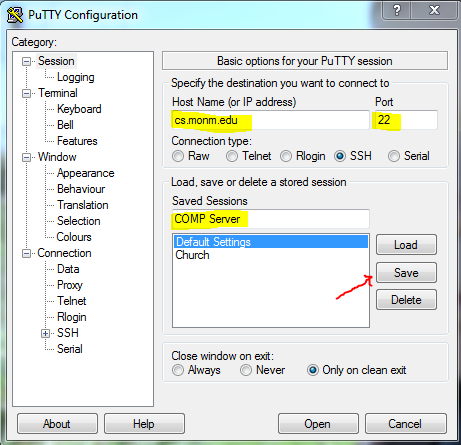 PuTTY Configuration
Category:
Session
Logging
Terminal
Keyboard
Bell
Features
Window
Appearance
Behaviour
Translation
Selection
Colours
Connection
Data
Proxy
Telnet
Rlogin
SSH
Serial
Basic options for your PuTTY session
Specify the destination you want to connect to
Host Name (or IP address) Port
cs.monm.edu 22
Connection type:
Raw Telnet Rlogin SSH Serial
Load, save or delete a stored session
Saved Sessions
COMP Server
Default Settings
Church
Load
Save
Delete
Close window on exit:
Always Never Only on clean exit
About Help Open Cancel